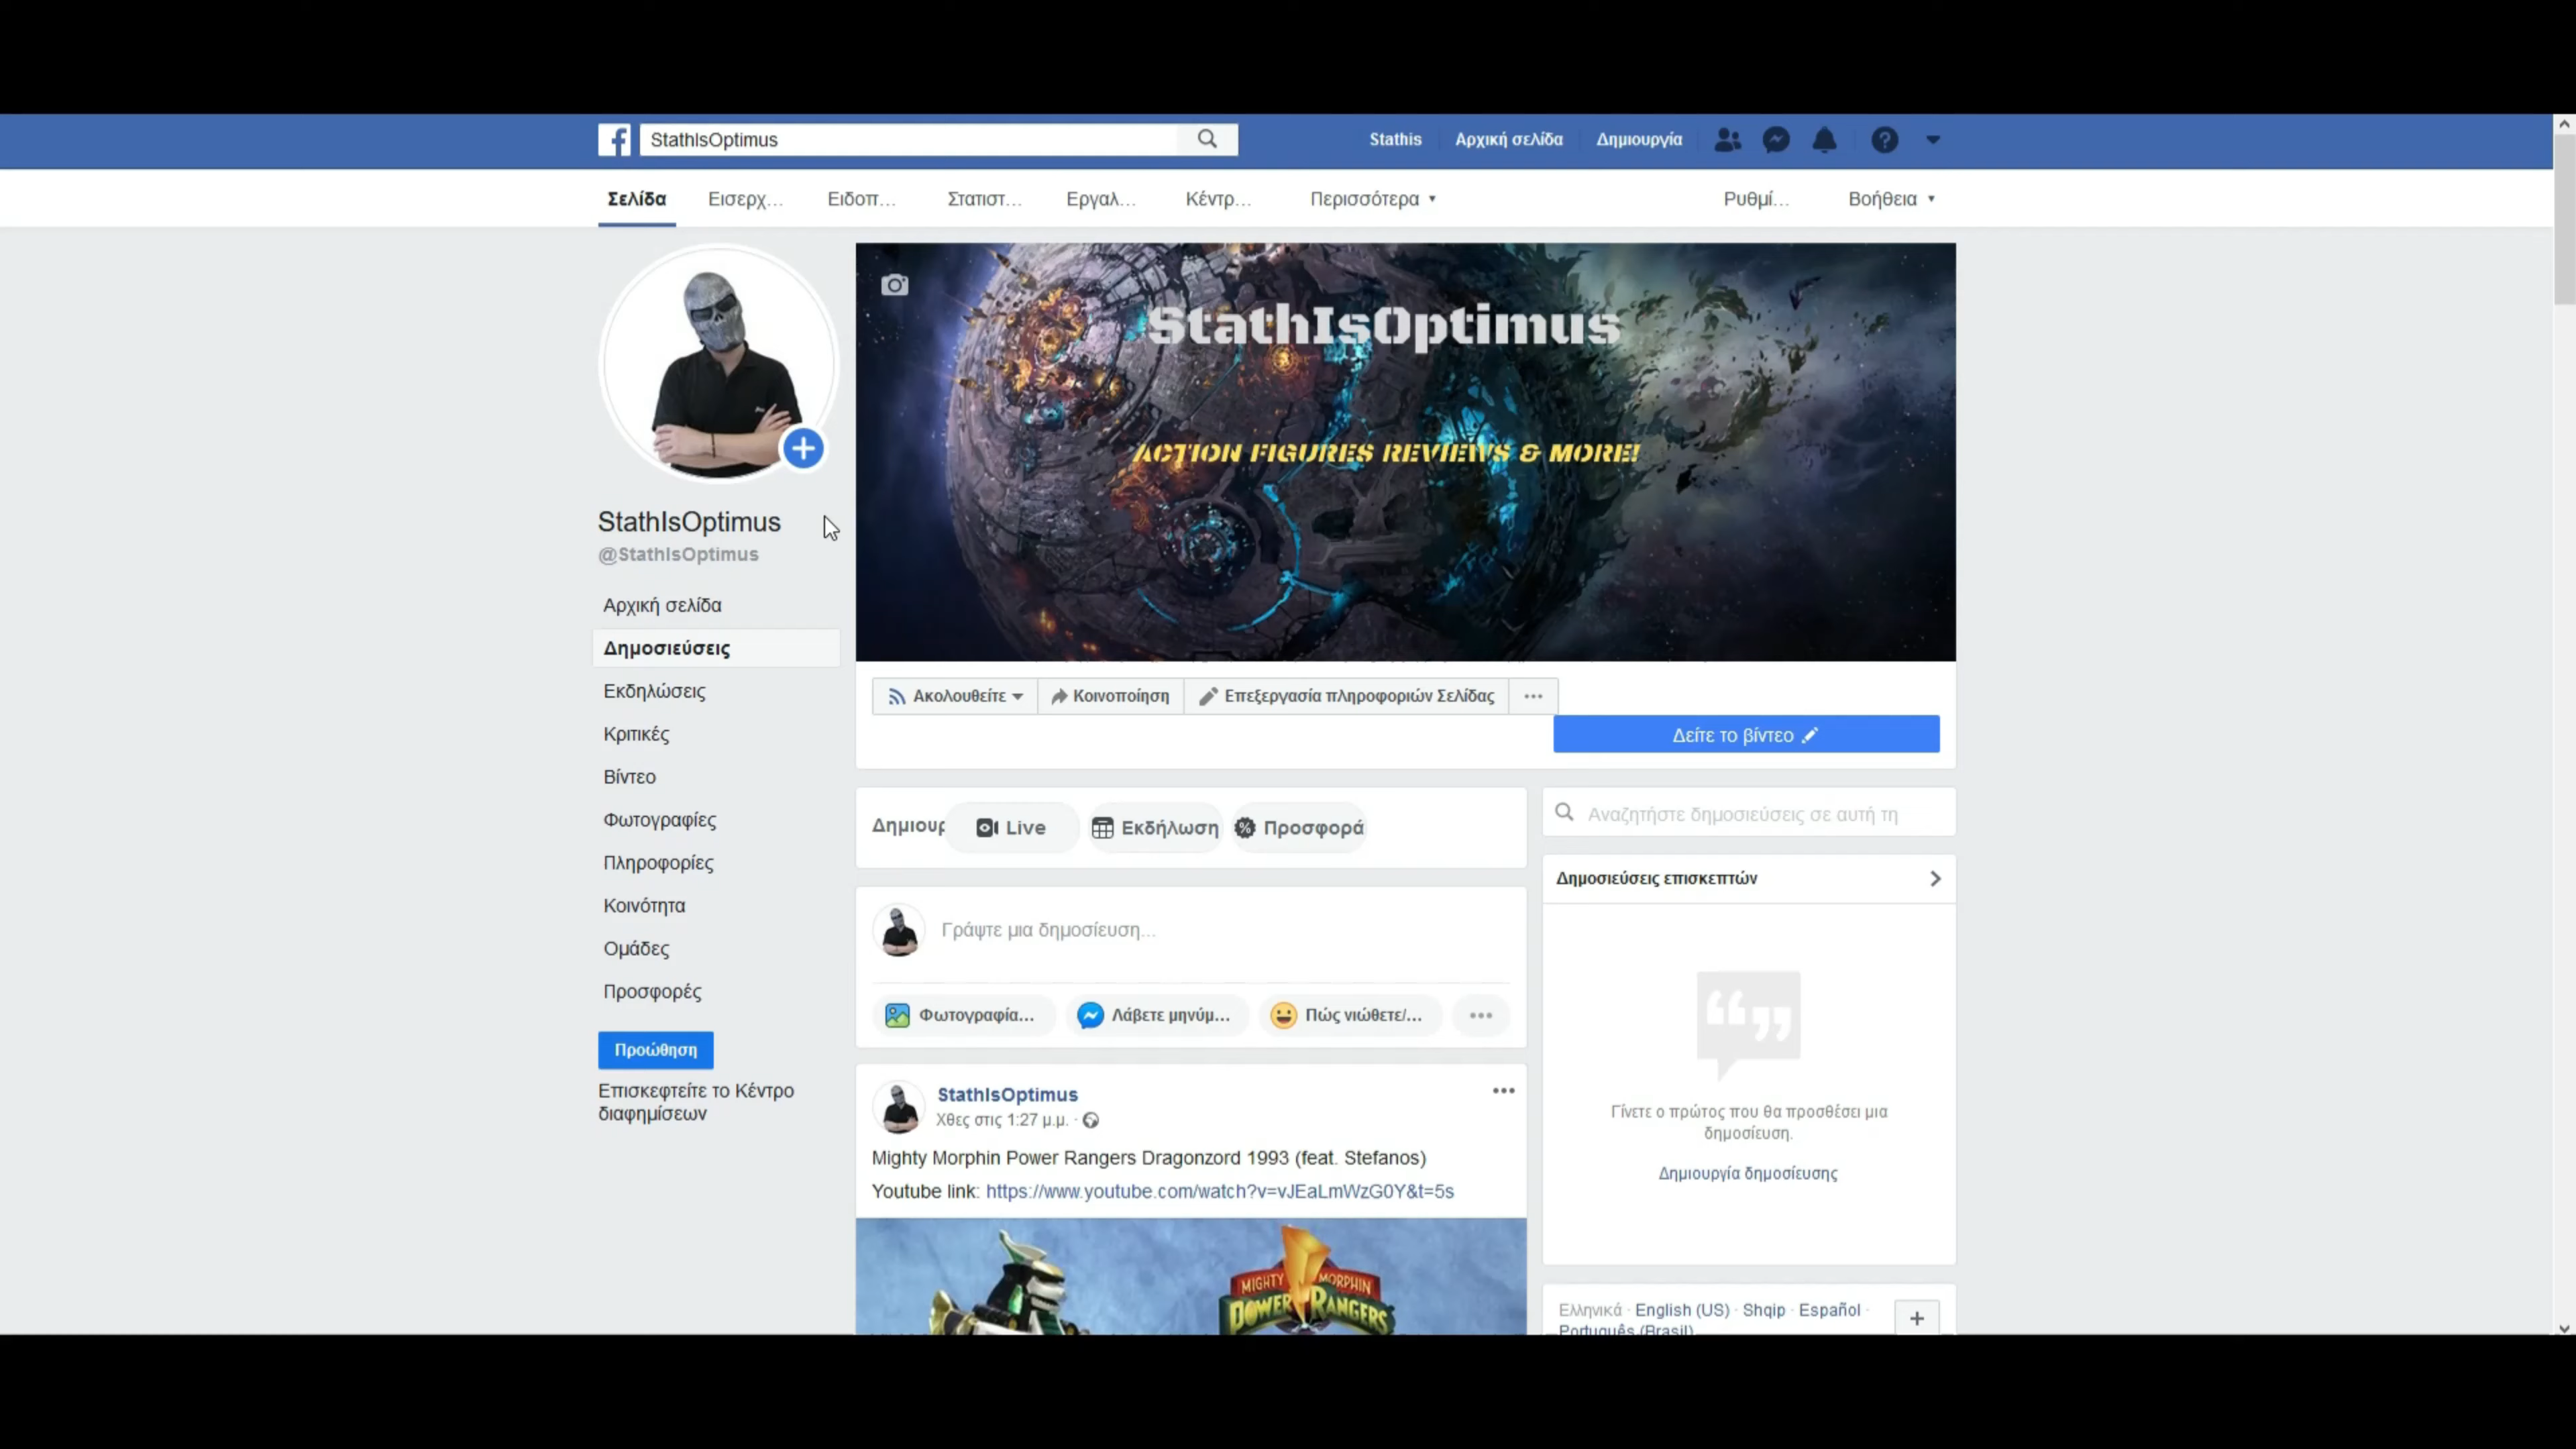 StathIsOptimus
Stathis Αρχική σελίδα Δημιουργία
Σελίδα Εισερχ... Ειδοπ... Στατιστ... Εργαλ... Κέντρ... Περισσότερα Ρυθμί... Βοήθεια
StathIsOptimus
ACTION FIGURES REVIEWS & MORE!
StathIsOptimus
@StathIsOptimus
Αρχική σελίδα
Δημοσιεύσεις
Εκδηλώσεις
Κριτικές
Βίντεο
Φωτογραφίες
Πληροφορίες
Κοινότητα
Ομάδες
Προσφορές
Προώθηση
Επισκεφτείτε το Κέντρο
διαφημίσεων
Ακολουθείτε Κοινοποίηση Επεξεργασία πληροφοριών Σελίδας ...
Δείτε το βίντεο
Δημιουρ Live Εκδήλωση Προσφορά
Γράψτε μια δημοσίευση...
Φωτογραφία... Λάβετε μηνύμ... Πώς νιώθετε/...
StathIsOptimus
Χθες στις 1:27 μ.μ. ·
Mighty Morphin Power Rangers Dragonzord 1993 (feat. Stefanos)
Youtube link: https://www.youtube.com/watch?v=vJEaLmWzG0Y&t=5s
MIGHTY MORPHIN
POWER RANGERS
Αναζητήστε δημοσιεύσεις σε αυτή τη
Δημοσιεύσεις επισκεπτών
Γίνετε ο πρώτος που θα προσθέσει μια
δημοσίευση.
Δημιουργία δημοσίευσης
Ελληνικά · English (US) · Shqip · Español ·
Português (Brasil)